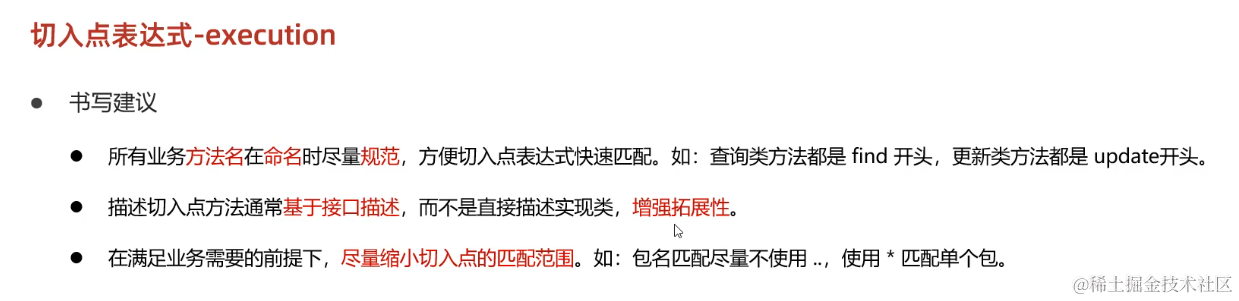 切入点表达式-execution
● 书写建议
● 所有业务方法名在命名时尽量规范，方便切入点表达式快速匹配。如：查询类方法都是 find 开头，更新类方法都是 update开头。
● 描述切入点方法通常基于接口描述，而不是直接描述实现类，增强拓展性。
● 在满足业务需要的前提下，尽量缩小切入点的匹配范围。如：包名匹配尽量不使用 ..，使用 * 匹配单个包。
@稀土掘金技术社区